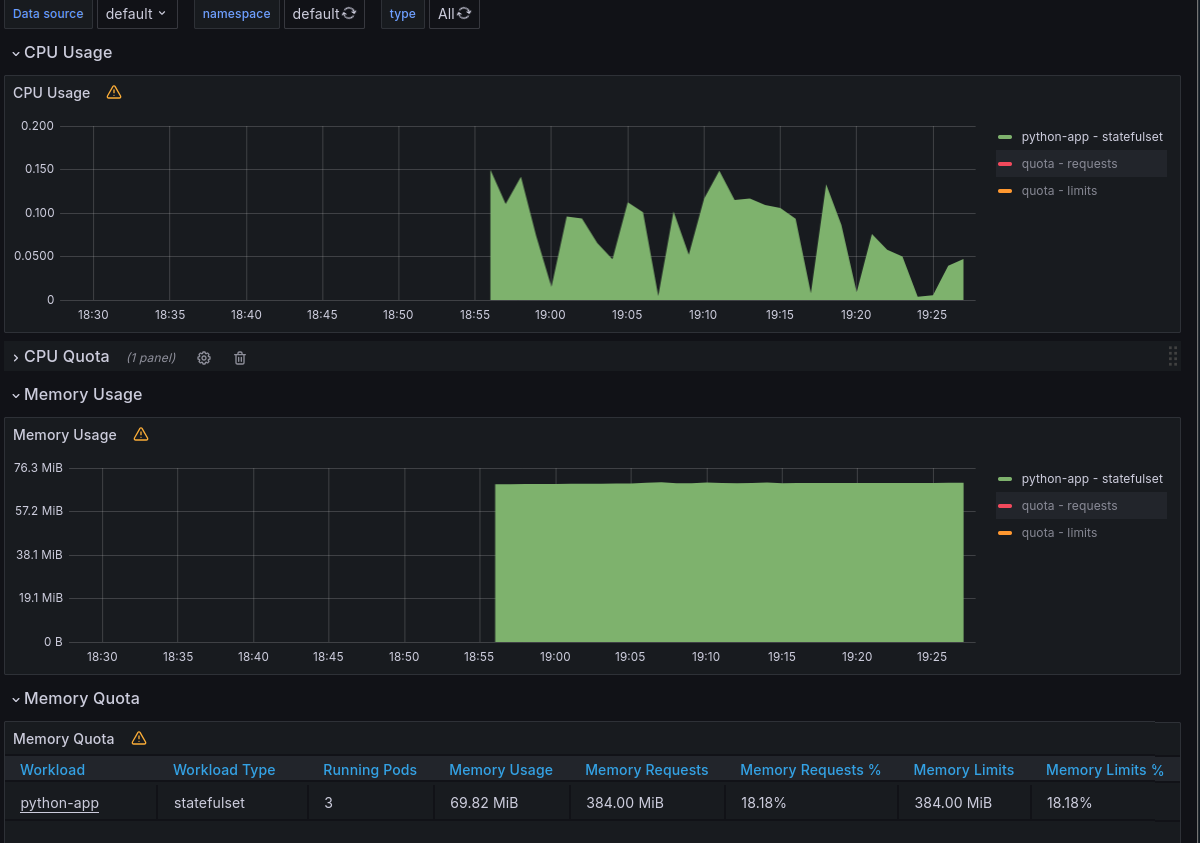 Data source default namespace default type All
CPU Usage
CPU Usage
0.200
0.150
0.100
0.0500
0
18:30 18:35 18:40 18:45 18:50 18:55 19:00 19:05 19:10 19:15 19:20 19:25
python-app - statefulset
quota - requests
quota - limits
CPU Quota (1 panel)
Memory Usage
Memory Usage
76.3 MiB
57.2 MiB
38.1 MiB
19.1 MiB
0 B
18:30 18:35 18:40 18:45 18:50 18:55 19:00 19:05 19:10 19:15 19:20 19:25
python-app - statefulset
quota - requests
quota - limits
Memory Quota
Memory Quota
Workload Workload Type Running Pods Memory Usage Memory Requests Memory Requests % Memory Limits Memory Limits %
python-app statefulset 3 69.82 MiB 384.00 MiB 18.18% 384.00 MiB 18.18%